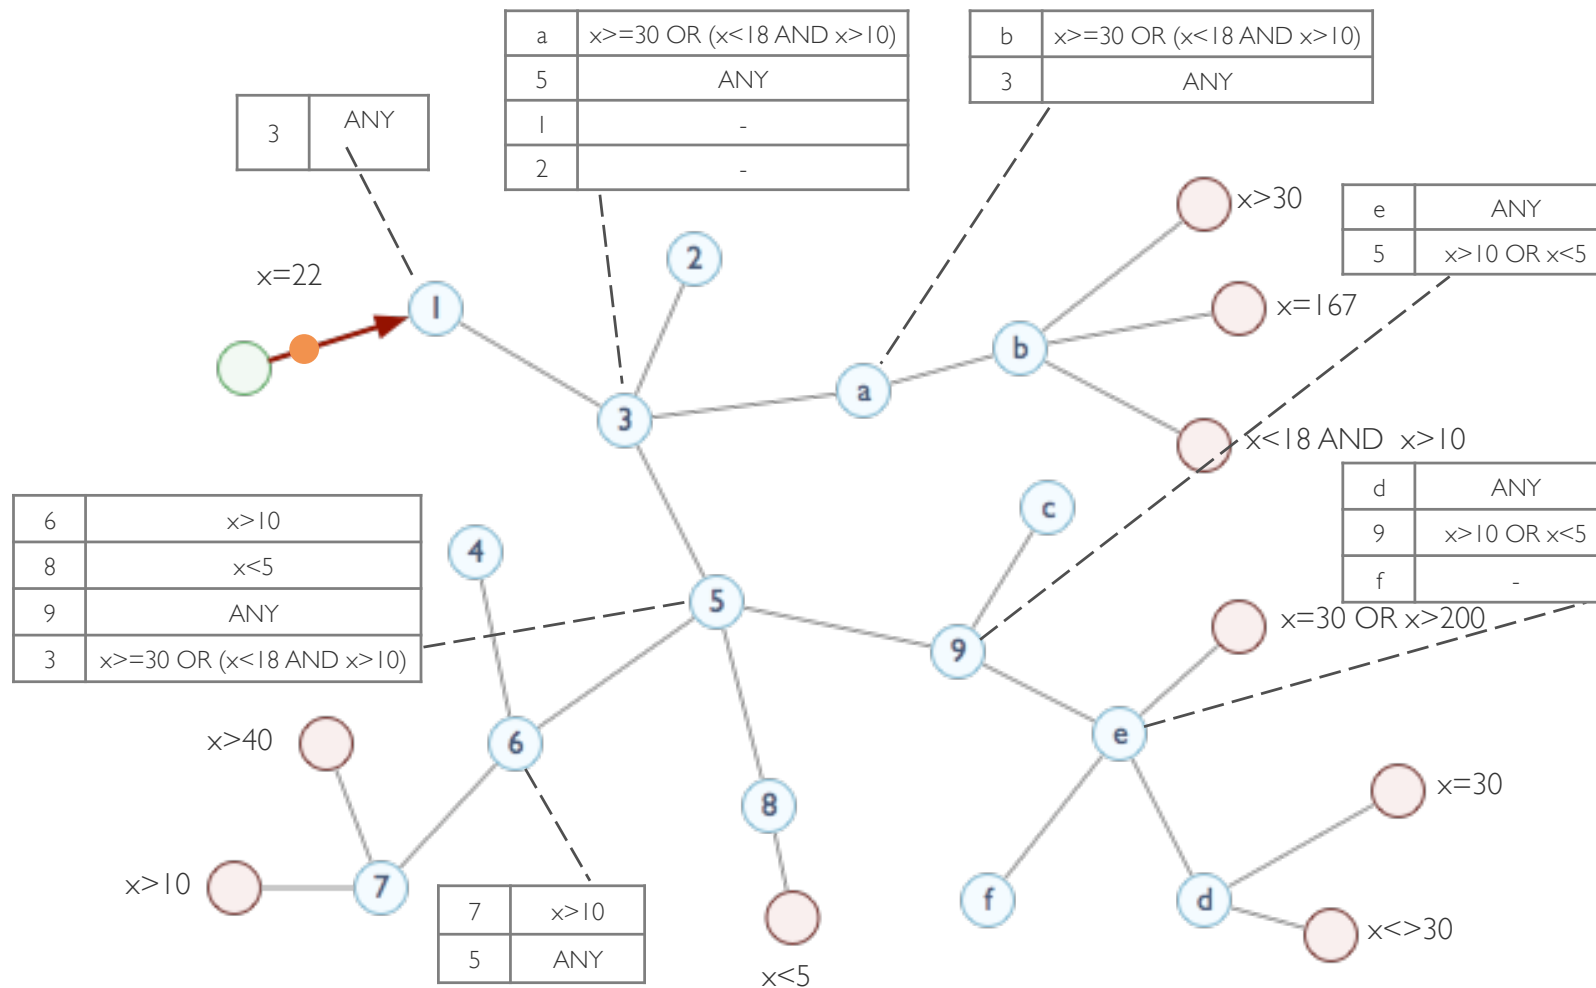 a x>=30 OR (x<18 AND x>10)
5 ANY
1 -
2 -
b x>=30 OR (x<18 AND x>10)
3 ANY
3 ANY
x>30
e ANY
5 x>10 OR x<5
x=22
2
1
x=167
b
a
3
x<18 AND x>10
d ANY
9 x>10 OR x<5
f -
6 x>10
8 x<5
9 ANY
3 x>=30 OR (x<18 AND x>10)
4
c
5
x=30 OR x>200
9
x>40
6
e
8
x=30
x>10
7
7 x>10
5 ANY
f
d
x<>30
x<5